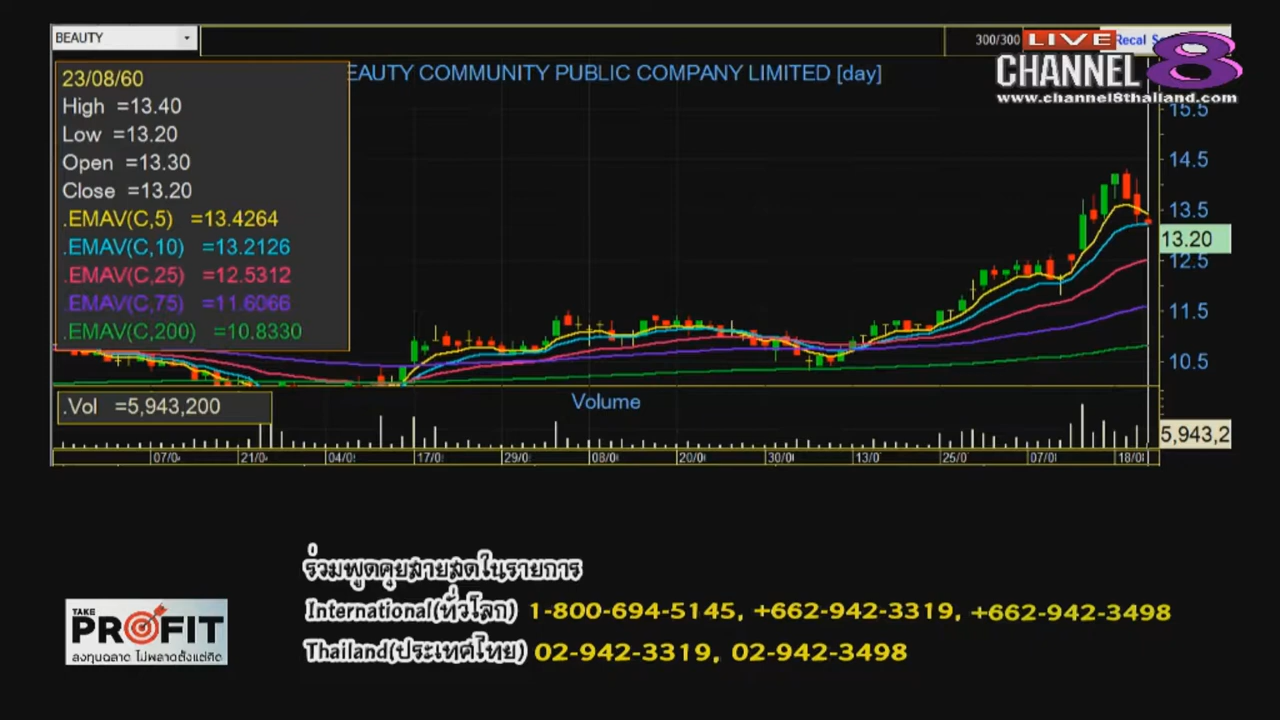 BEAUTY
300/300
LIVE
Recal
CHANNEL 8
www.channel8thailand.com
EAUTY COMMUNITY PUBLIC COMPANY LIMITED [day]
23/08/60
High =13.40
Low =13.20
Open =13.30
Close =13.20
.EMAV(C,5) =13.4264
.EMAV(C,10) =13.2126
.EMAV(C,25) =12.5312
.EMAV(C,75) =11.6066
.EMAV(C,200) =10.8330
15.5
14.5
13.5
13.20
12.5
11.5
10.5
.Vol =5,943,200
Volume
5,943,2
07/0 21/0 04/0 17/0 29/0 08/0 20/0 30/0 13/0 25/0 07/0 18/0
ร่วมพูดคุยสายสดในรายการ
International(ทั่วโลก) 1-800-694-5145, +662-942-3319, +662-942-3498
Thailand(ประเทศไทย) 02-942-3319, 02-942-3498
TAKE
PROFIT
ลงทุนฉลาด ไม่พลาดตั้งแต่คิด